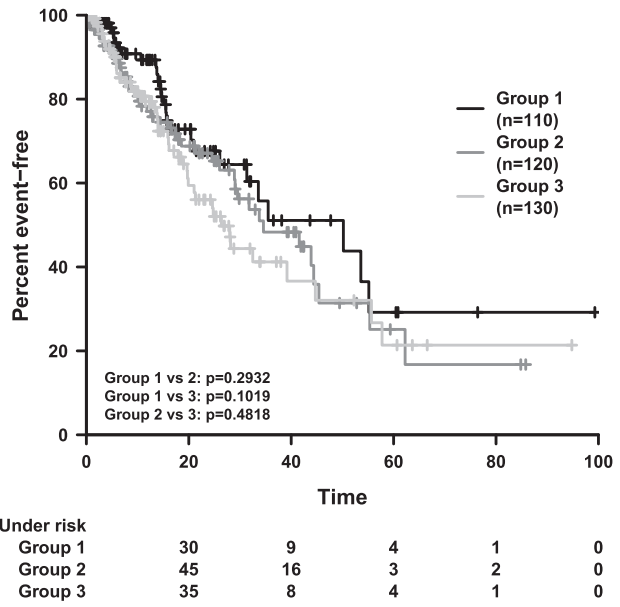 100
80
60
40
20
0
Percent event–free
Group 1
(n=110)
Group 2
(n=120)
Group 3
(n=130)
Group 1 vs 2: p=0.2932
Group 1 vs 3: p=0.1019
Group 2 vs 3: p=0.4818
0 20 40 60 80 100
Time
Under risk
Group 1 30 9 4 1 0
Group 2 45 16 3 2 0
Group 3 35 8 4 1 0